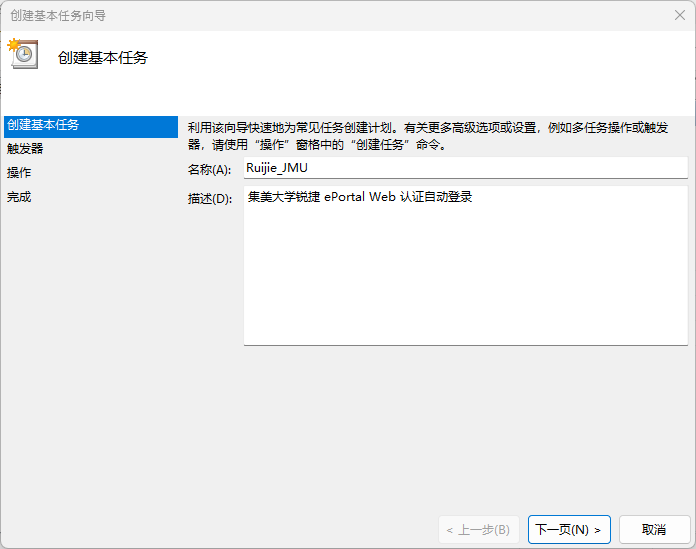 创建基本任务向导
创建基本任务
创建基本任务
触发器
操作
完成
利用该向导快速地为常见任务创建计划。有关更多高级选项或设置，例如多任务操作或触发
器，请使用“操作”窗格中的“创建任务”命令。
名称(A): Ruijie_JMU
描述(D): 集美大学锐捷 ePortal Web 认证自动登录
< 上一步(B) 下一页(N) > 取消